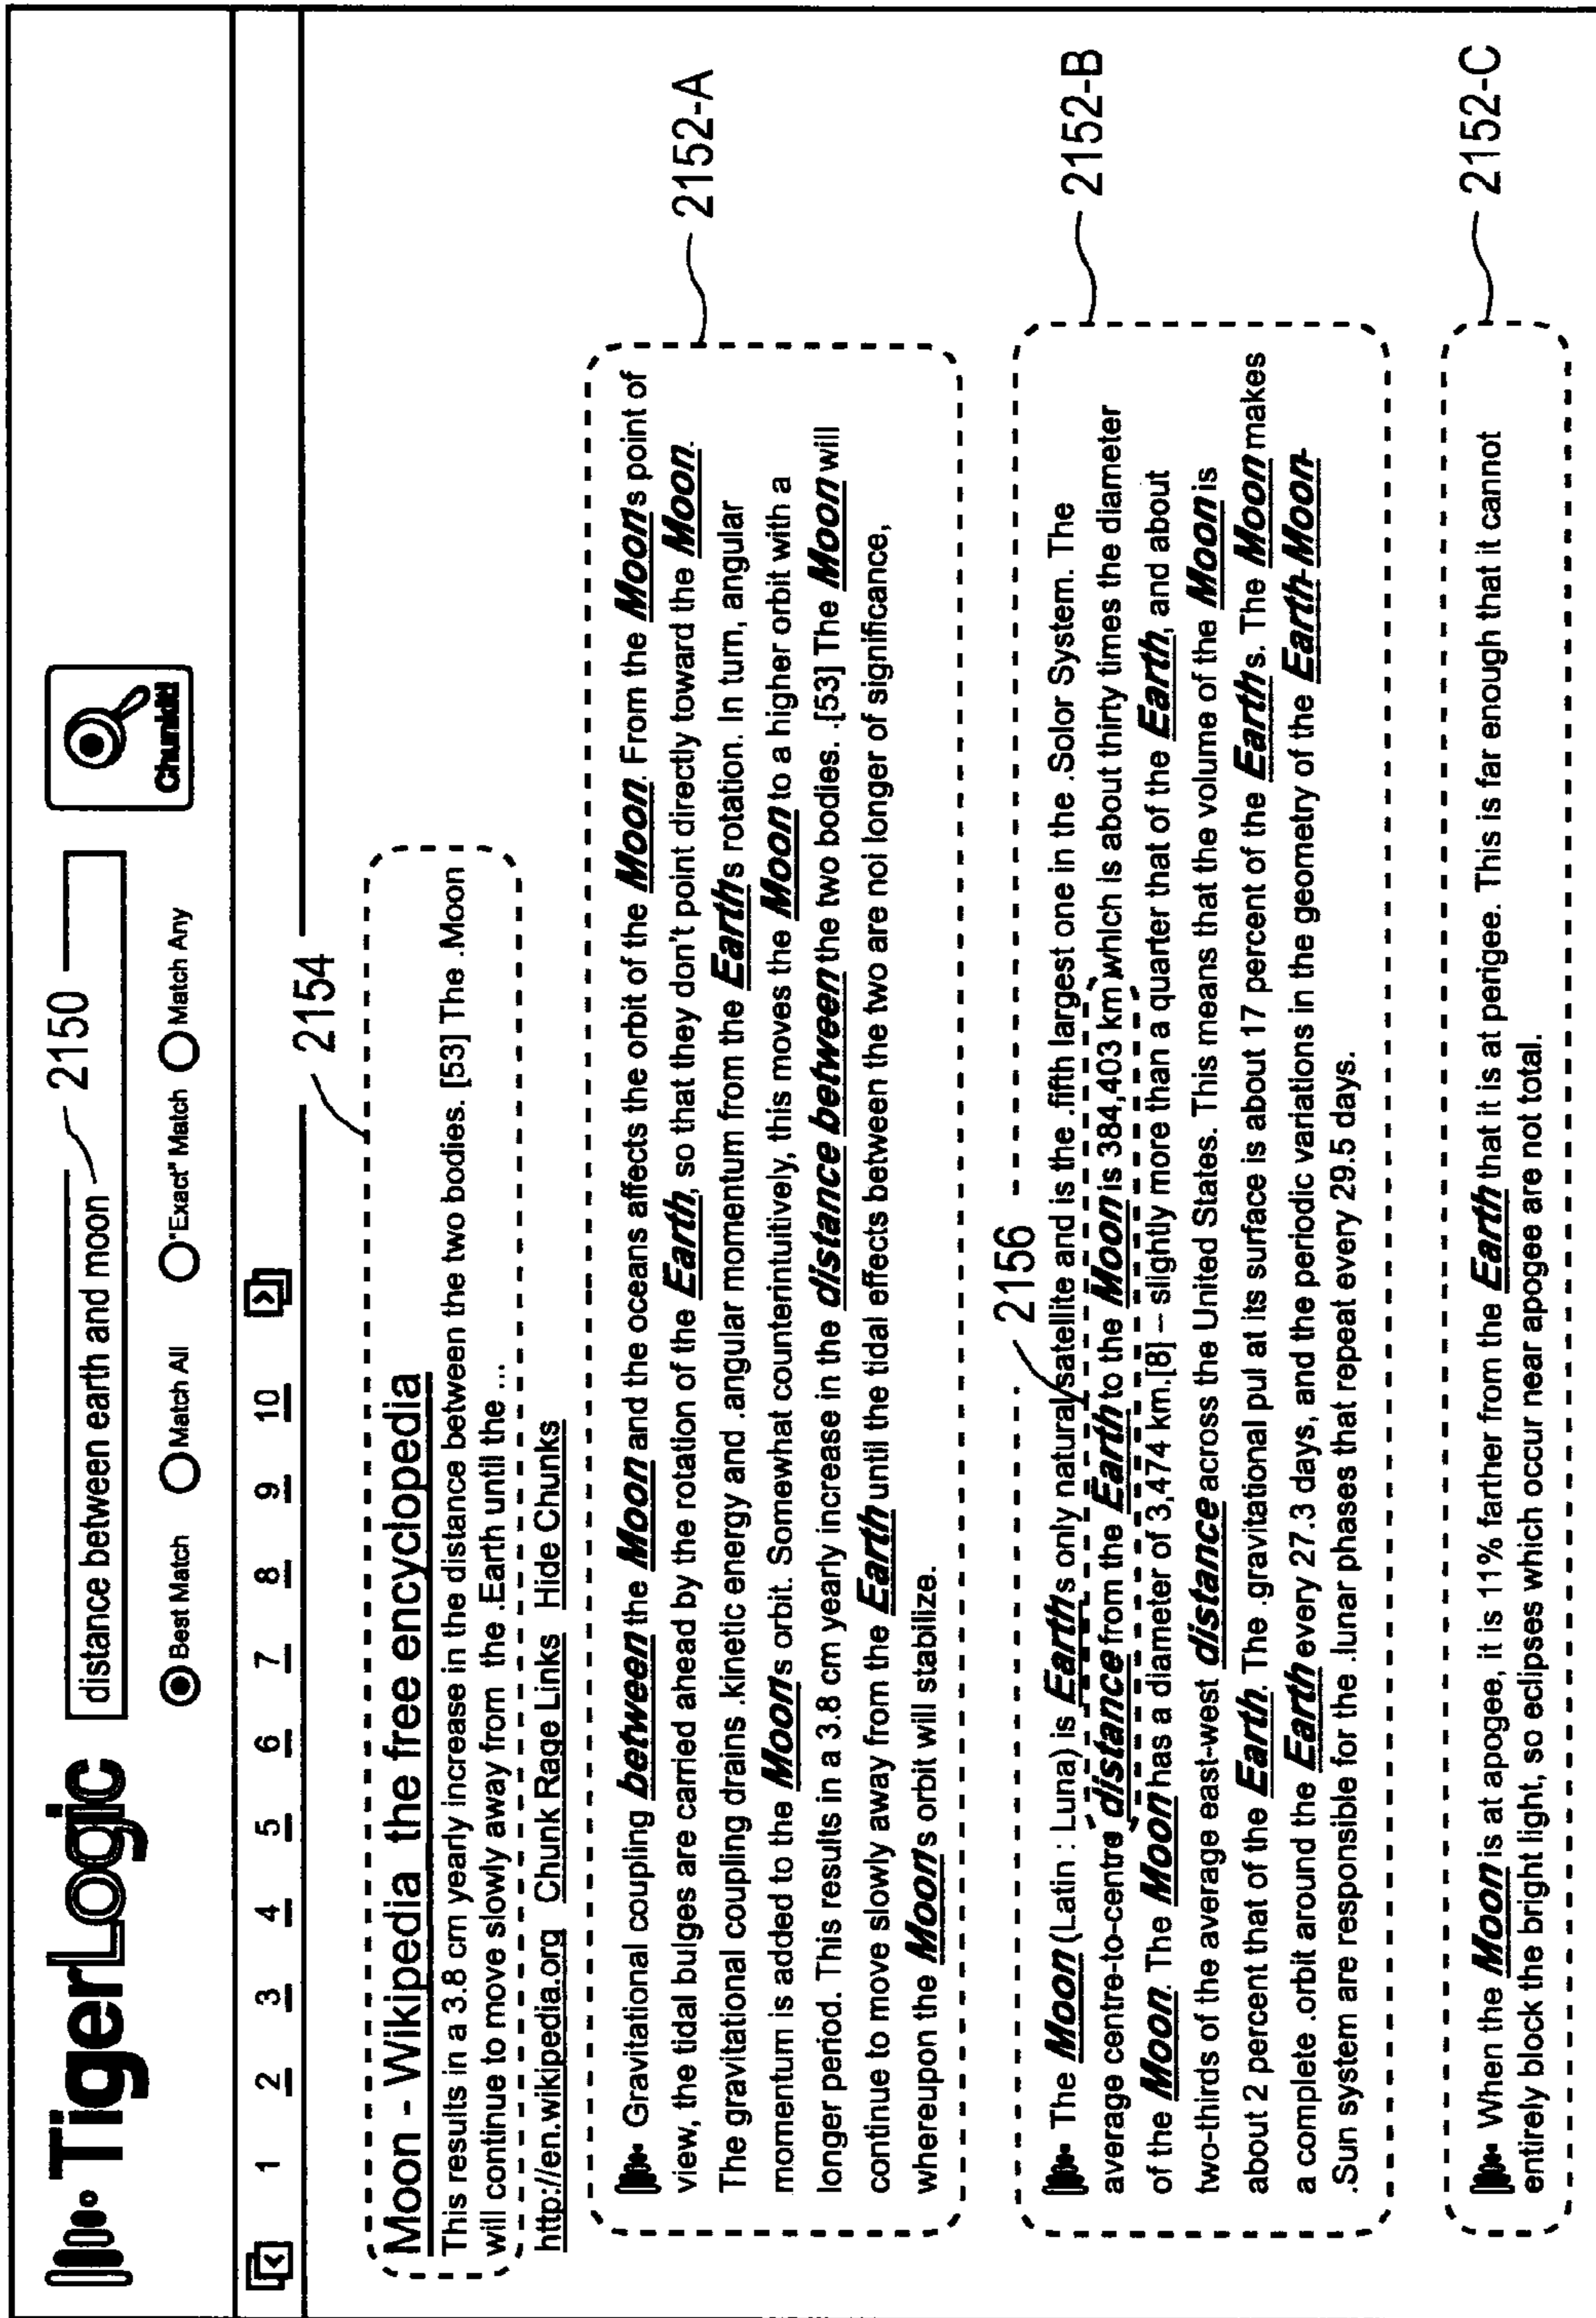 TigerLogic
distance between earth and moon
2150
ChunkIt!
Best Match Match All "Exact" Match Match Any
1 2 3 4 5 6 7 8 9 10
2154
Moon - Wikipedia the free encyclopedia
This results in a 3.8 cm yearly increase in the distance between the two bodies. [53] The .Moon
will continue to move slowly away from the .Earth until the ...
http://en.wikipedia.org Chunk Rage Links Hide Chunks
2152-A
Gravitational coupling between the Moon and the oceans affects the orbit of the Moon. From the Moon's point of
view, the tidal bulges are carried ahead by the rotation of the Earth, so that they don't point directly toward the Moon.
The gravitational coupling drains .kinetic energy and .angular momentum from the Earth's rotation. In turn, angular
momentum is added to the Moon's orbit. Somewhat counterintuitively, this moves the Moon to a higher orbit with a
longer period. This results in a 3.8 cm yearly increase in the distance between the two bodies. .[53] The Moon will
continue to move slowly away from the Earth until the tidal effects between the two are noi longer of significance,
whereupon the Moon's orbit will stabilize.
2156
2152-B
The Moon (Latin : Luna) is Earth's only natural satellite and is the .fifth largest one in the .Solor System. The
average centre-to-centre distance from the Earth to the Moon is 384,403 km which is about thirty times the diameter
of the Moon. The Moon has a diameter of 3,474 km.[8] -- slightly more than a quarter that of the Earth, and about
two-thirds of the average east-west distance across the United States. This means that the volume of the Moon is
about 2 percent that of the Earth. The .gravitational pul at its surface is about 17 percent of the Earth's. The Moon makes
a complete .orbit around the Earth every 27.3 days, and the periodic variations in the geometry of the Earth-Moon-
.Sun system are responsible for the .lunar phases that repeat every 29.5 days.
2152-C
When the Moon is at apogee, it is 11% farther from the Earth that it is at perigee. This is far enough that it cannot
entirely block the bright light, so eclipses which occur near apogee are not total.